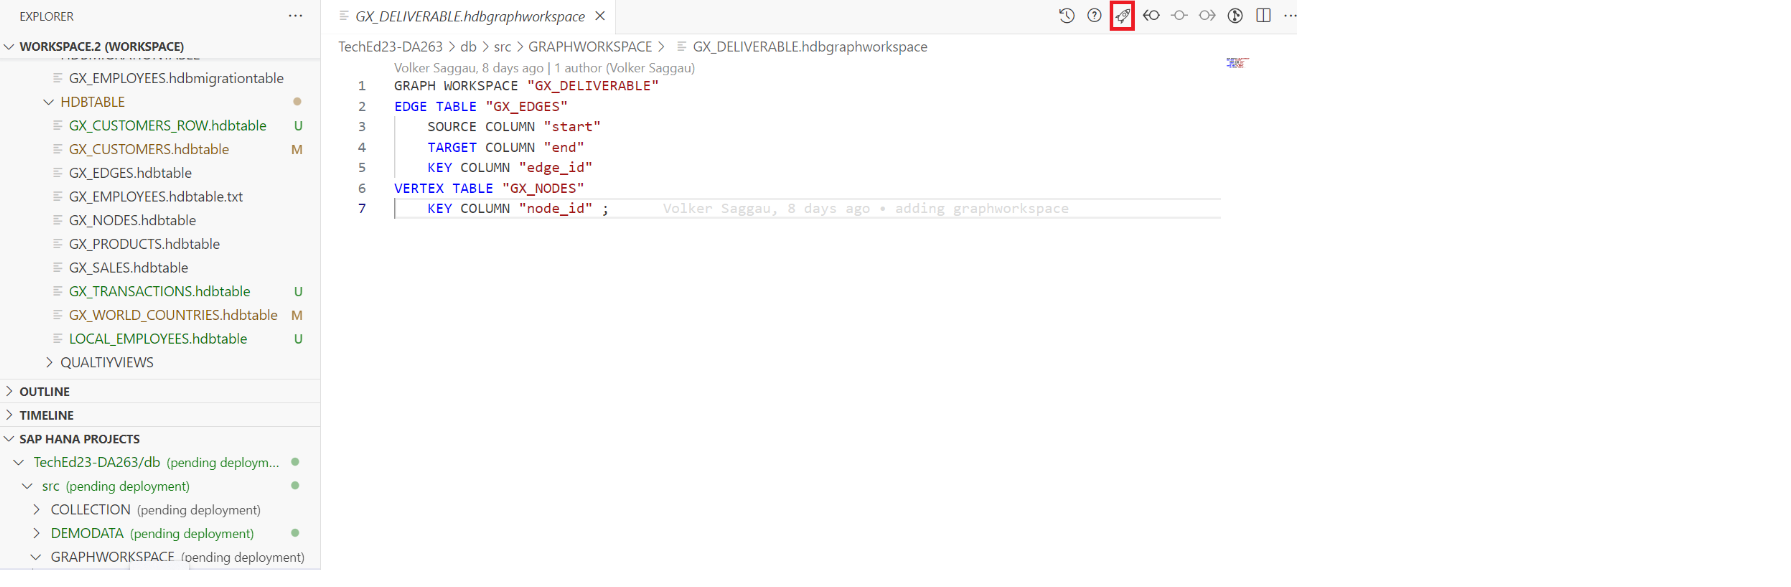 EXPLORER
WORKSPACE.2 (WORKSPACE)
HDBMIGRATIONTABLE
GX_EMPLOYEES.hdbmigrationtable
HDBTABLE
GX_CUSTOMERS_ROW.hdbtable U
GX_CUSTOMERS.hdbtable M
GX_EDGES.hdbtable
GX_EMPLOYEES.hdbtable.txt
GX_NODES.hdbtable
GX_PRODUCTS.hdbtable
GX_SALES.hdbtable
GX_TRANSACTIONS.hdbtable U
GX_WORLD_COUNTRIES.hdbtable M
LOCAL_EMPLOYEES.hdbtable U
QUALTIYVIEWS
OUTLINE
TIMELINE
SAP HANA PROJECTS
TechEd23-DA263/db (pending deploym...
src (pending deployment)
COLLECTION (pending deployment)
DEMODATA (pending deployment)
GRAPHWORKSPACE (pending deployment)
GX_DELIVERABLE.hdbgraphworkspace
TechEd23-DA263 > db > src > GRAPHWORKSPACE > GX_DELIVERABLE.hdbgraphworkspace
Volker Saggau, 8 days ago | 1 author (Volker Saggau)
1 GRAPH WORKSPACE "GX_DELIVERABLE"
2 EDGE TABLE "GX_EDGES"
3 SOURCE COLUMN "start"
4 TARGET COLUMN "end"
5 KEY COLUMN "edge_id"
6 VERTEX TABLE "GX_NODES"
7 KEY COLUMN "node_id" ; Volker Saggau, 8 days ago • adding graphworkspace